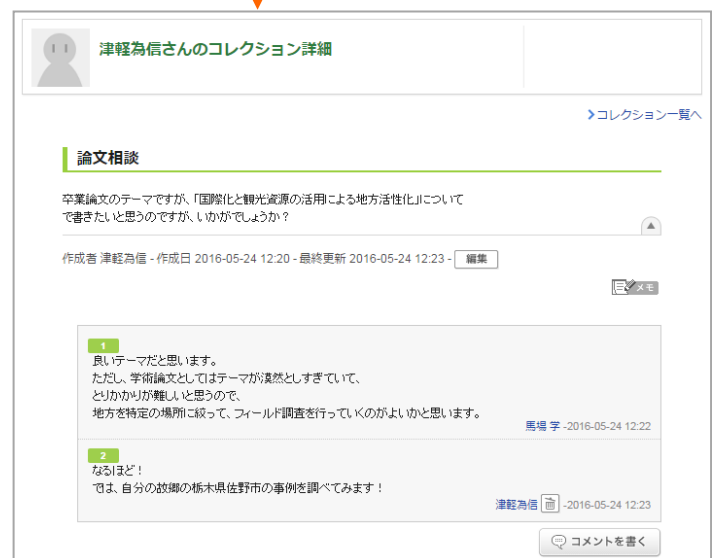 津軽為信さんのコレクション詳細
コレクション一覧へ
論文相談
卒業論文のテーマですが、「国際化と観光資源の活用による地方活性化」について
で書きたいと思うのですが、いかがでしょうか？
作成者 津軽為信 - 作成日 2016-05-24 12:20 - 最終更新 2016-05-24 12:23 - 編集
メモ
1
良いテーマだと思います。
ただし、学術論文としてはテーマが漠然としすぎていて、
とりかかりが難しいと思うので、
地方を特定の場所に絞って、フィールド調査を行っていくのがよいかと思います。
馬場 字 -2016-05-24 12:22
2
なるほど！
では、自分の故郷の栃木県佐野市の事例を調べてみます！
津軽為信 -2016-05-24 12:23
コメントを書く